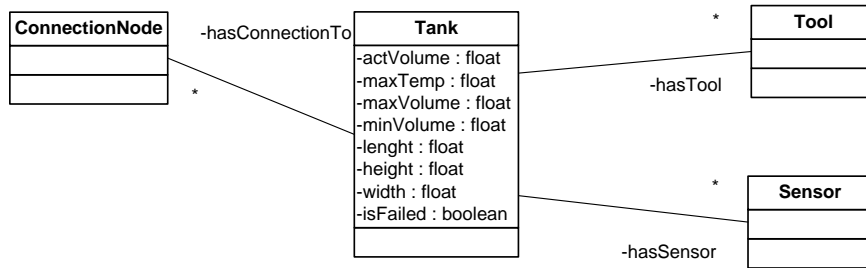 ConnectionNode
*
-hasConnectionTo
Tank
-actVolume : float
-maxTemp : float
-maxVolume : float
-minVolume : float
-lenght : float
-height : float
-width : float
-isFailed : boolean
*
Tool
-hasTool
*
Sensor
-hasSensor